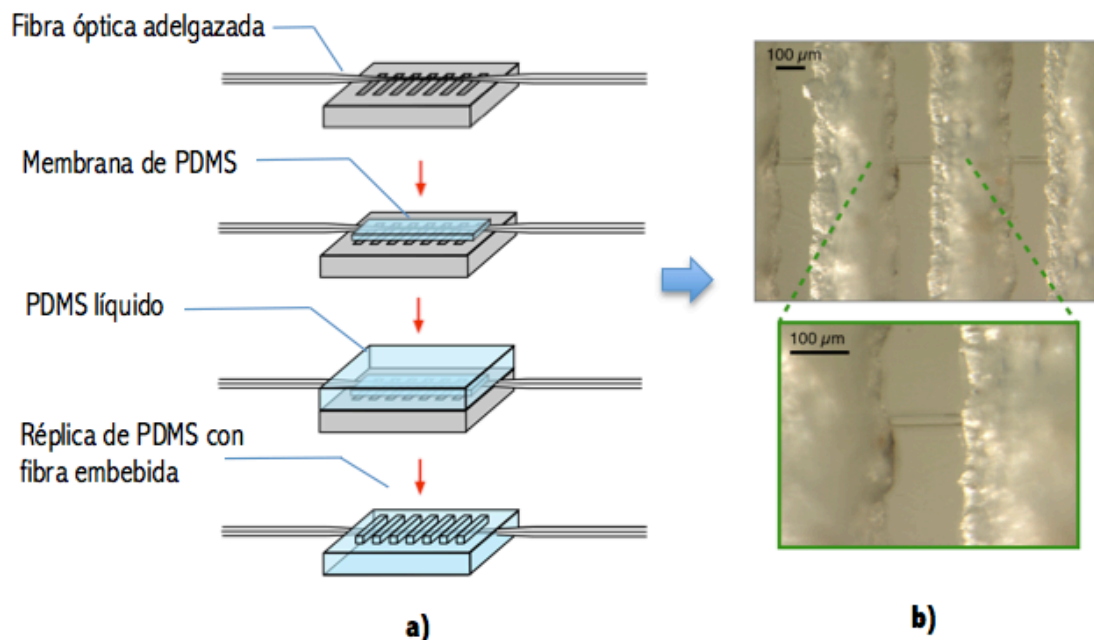 Fibra óptica adelgazada
Membrana de PDMS
PDMS líquido
Réplica de PDMS con
fibra embebida
a)
100 µm
100 µm
b)